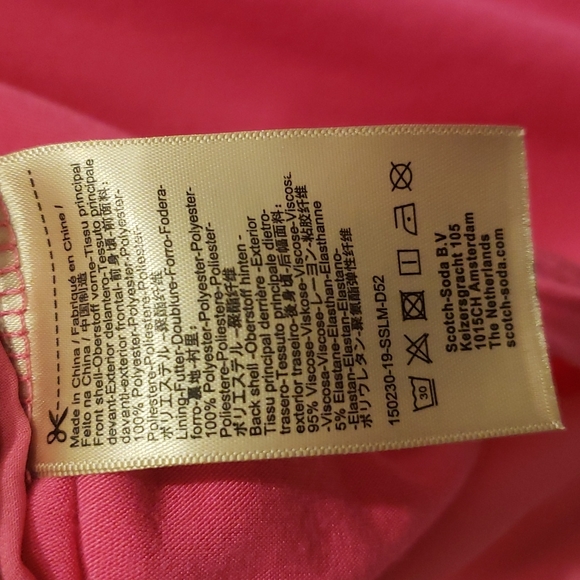 Made in China / Fabriqué en Chine /
Feito na China / 中国制造
Front shell-Oberstoff vorne-Tissu principal
devant-Exterior delantero-Tessuto principale
davanti-exterior frontal-前身頃-前面料:
100% Polyester-Polyester-Polyester-
Poliester-Poliestere-Poliester-
ポリエステル-聚酯纤维
Lining-Futter-Doublure-Forro-Fodera-
forro-裏地-衬里:
100% Polyester-Polyester-Polyester-
Poliester-Poliestere-Poliester-
ポリエステル-聚酯纤维
Back shell-Oberstoff hinten-
Tissu principal derrière-Exterior
trasero-Tessuto principale dietro-
exterior traseiro-後身頃-后幅面料:
95% Viscose-Viskose-Viscose-Viscosa
-Viscosa-Viscose-レーヨン-粘胶纤维
5% Elastane-Elasthan-Elasthanne
-Elastan-Elastan-Elastano-
ポリウレタン-聚氨酯弹性纤维
150230-19-SSLM-D52
30
Scotch-Soda B.V
Keizersgracht 105
1015CH Amsterdam
The Netherlands
scotch-soda.com